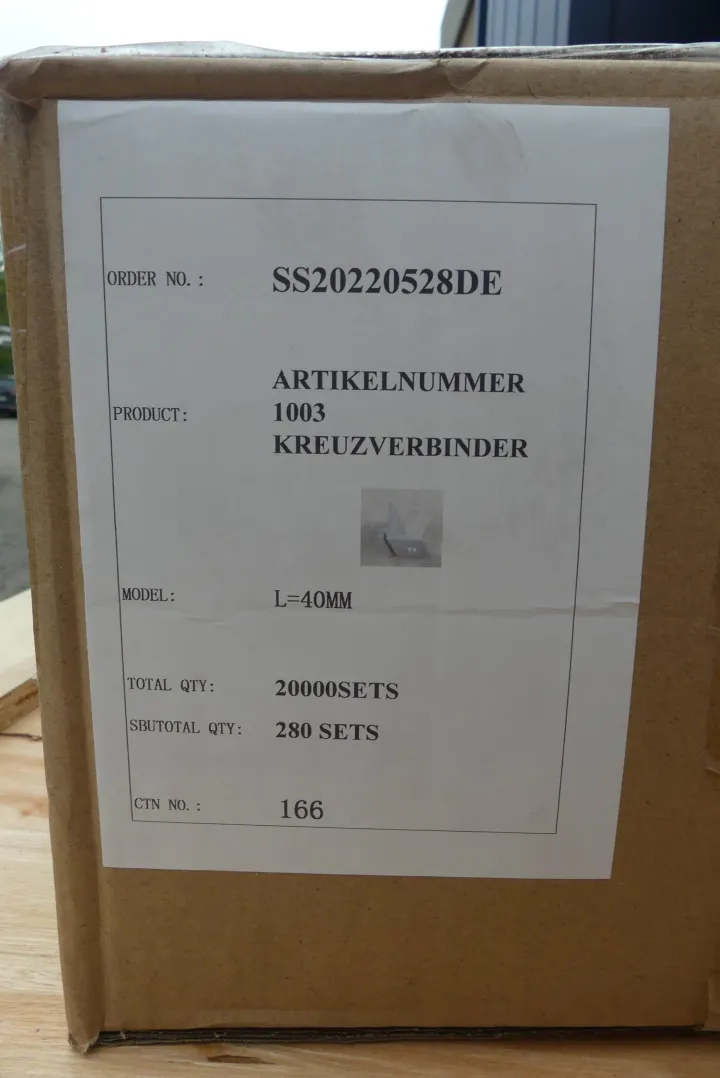 ORDER NO.: SS20220528DE
ARTIKELNUMMER
PRODUCT: 1003
KREUZVERBINDER
MODEL: L=40MM
TOTAL QTY: 20000SETS
SBUTOTAL QTY: 280 SETS
CTN NO.: 166